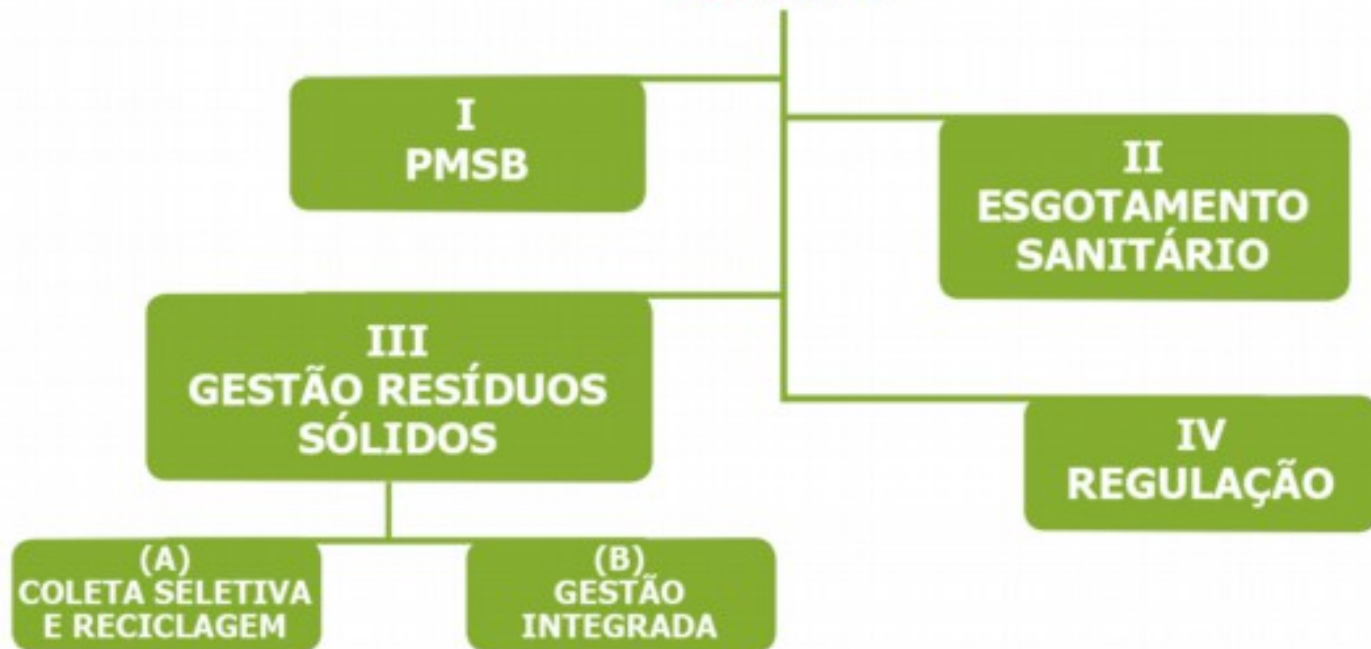 I
PMSB
II
ESGOTAMENTO
SANITÁRIO
III
GESTÃO RESÍDUOS
SÓLIDOS
IV
REGULAÇÃO
(A)
COLETA SELETIVA
E RECICLAGEM
(B)
GESTÃO
INTEGRADA